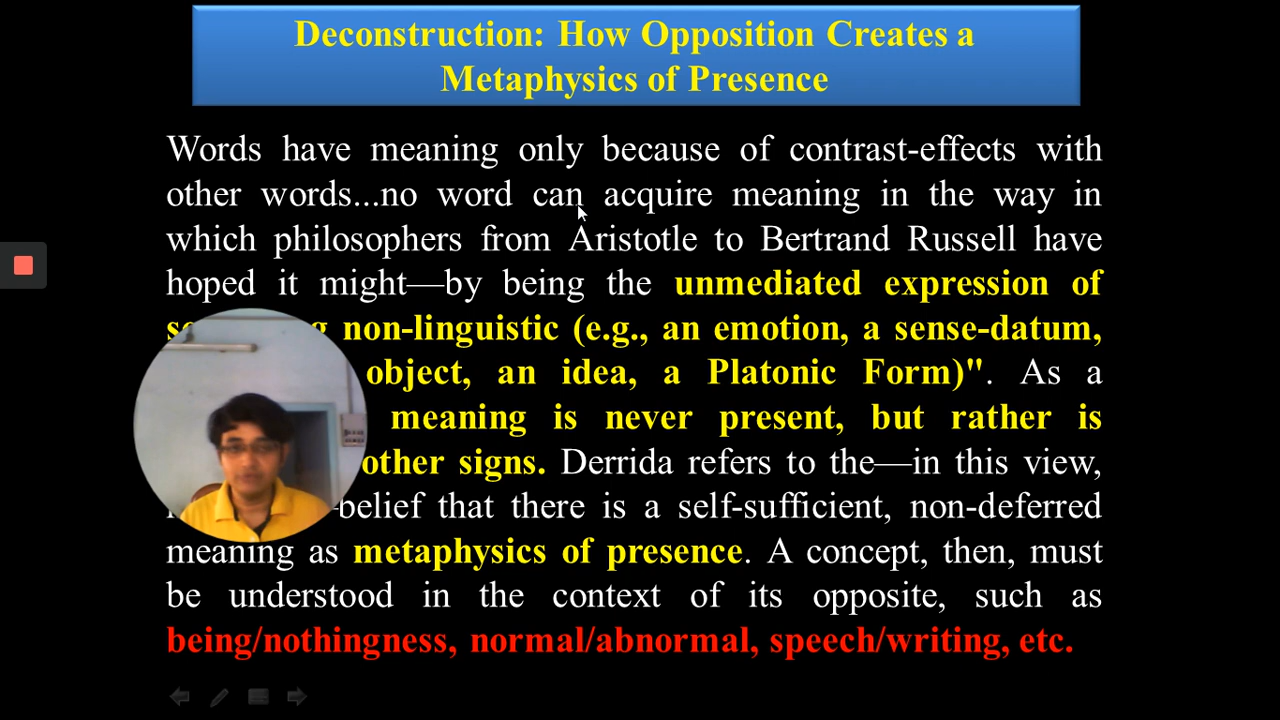 Deconstruction: How Opposition Creates a
Metaphysics of Presence
Words have meaning only because of contrast-effects with
other words...no word can acquire meaning in the way in
which philosophers from Aristotle to Bertrand Russell have
hoped it might—by being the unmediated expression of
non-linguistic (e.g., an emotion, a sense-datum,
object, an idea, a Platonic Form)". As a
meaning is never present, but rather is
other signs. Derrida refers to the—in this view,
belief that there is a self-sufficient, non-deferred
meaning as metaphysics of presence. A concept, then, must
be understood in the context of its opposite, such as
being/nothingness, normal/abnormal, speech/writing, etc.